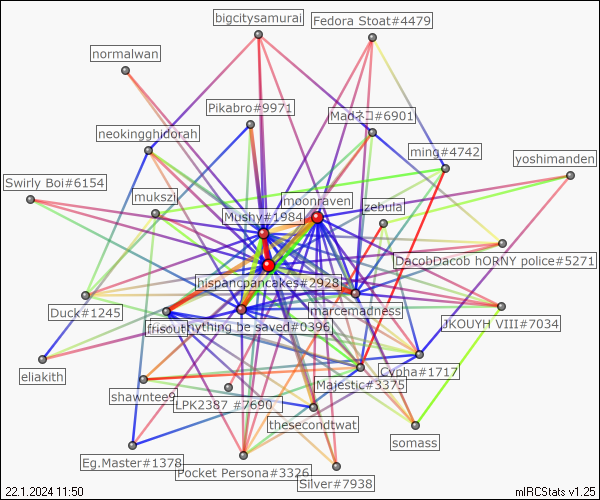 bigcitysamurai
Fedora Stoat#4479
normalwan
Pikabro#9971
Madネコ#6901
neokingghidorah
ming#4742
yoshimanden
Swirly Boi#6154
mukszi
moonraven
zebula
Mushy#1984
DacobDacob hORNY police#5271
hispancpancakes#2928
Duck#1245
marcemadness
JKOUYH VIII#7034
frisout
thing be saved#0396
eliakith
Cypha#1717
Majestic#3375
shawntee9
LPK2387 #7690
thesecondtwat
somass
Eg.Master#1378
Pocket Persona#3326
Silver#7938
22.1.2024 11:50
mIRCStats v1.25